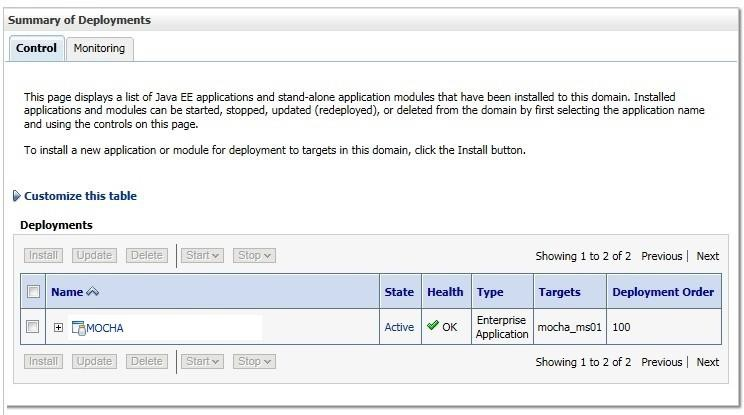 Summary of Deployments
Control Monitoring
This page displays a list of Java EE applications and stand-alone application modules that have been installed to this domain. Installed
applications and modules can be started, stopped, updated (redeployed), or deleted from the domain by first selecting the application name
and using the controls on this page.
To install a new application or module for deployment to targets in this domain, click the Install button.
Customize this table
Deployments
Install Update Delete Start Stop Showing 1 to 2 of 2 Previous | Next
Name State Health Type Targets Deployment Order
MOCHA Active OK Enterprise Application mocha_ms01 100
Install Update Delete Start Stop Showing 1 to 2 of 2 Previous | Next